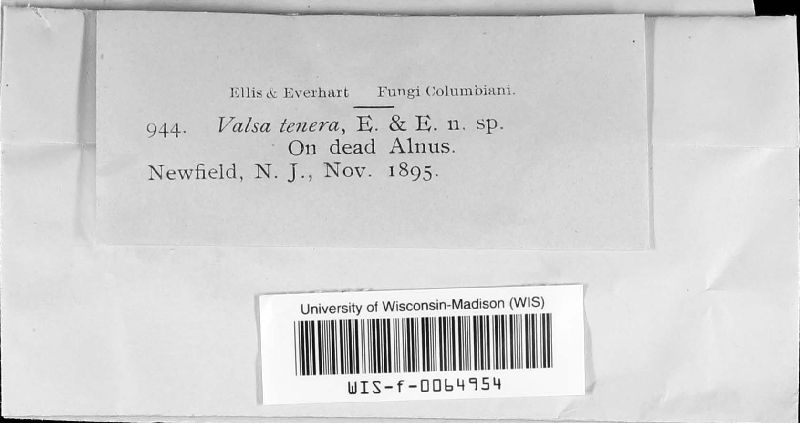 Ellis & Everhart Fungi Columbiani.
944. Valsa tenera, E. & E. n. sp.
On dead Alnus.
Newfield, N. J., Nov. 1895.
University of Wisconsin-Madison (WIS)
WIS-f-0064954